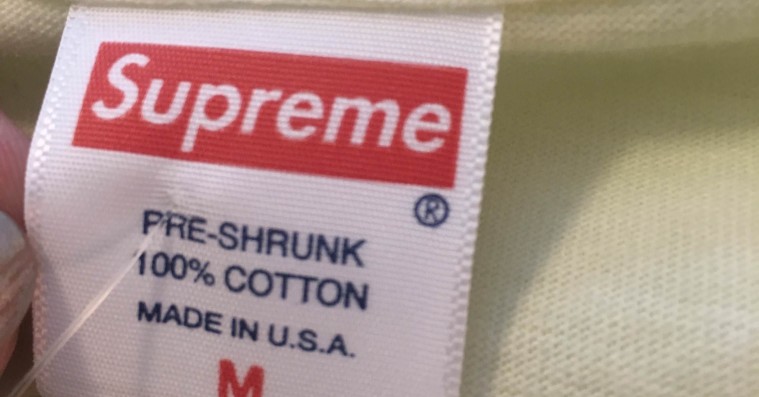 Supreme
®
PRE-SHRUNK
100% COTTON
MADE IN U.S.A.
M